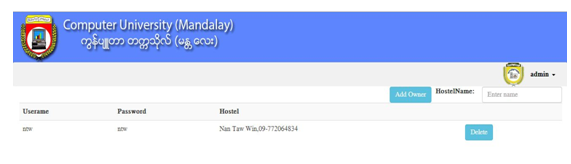 Computer University (Mandalay)
ကွန်ပျူတာ တက္ကသိုလ် (မန္တလေး)
admin
Add Owner HostelName: Enter name
Userame Password Hostel
ntw ntw Nan Taw Win,09-772064834 Delete